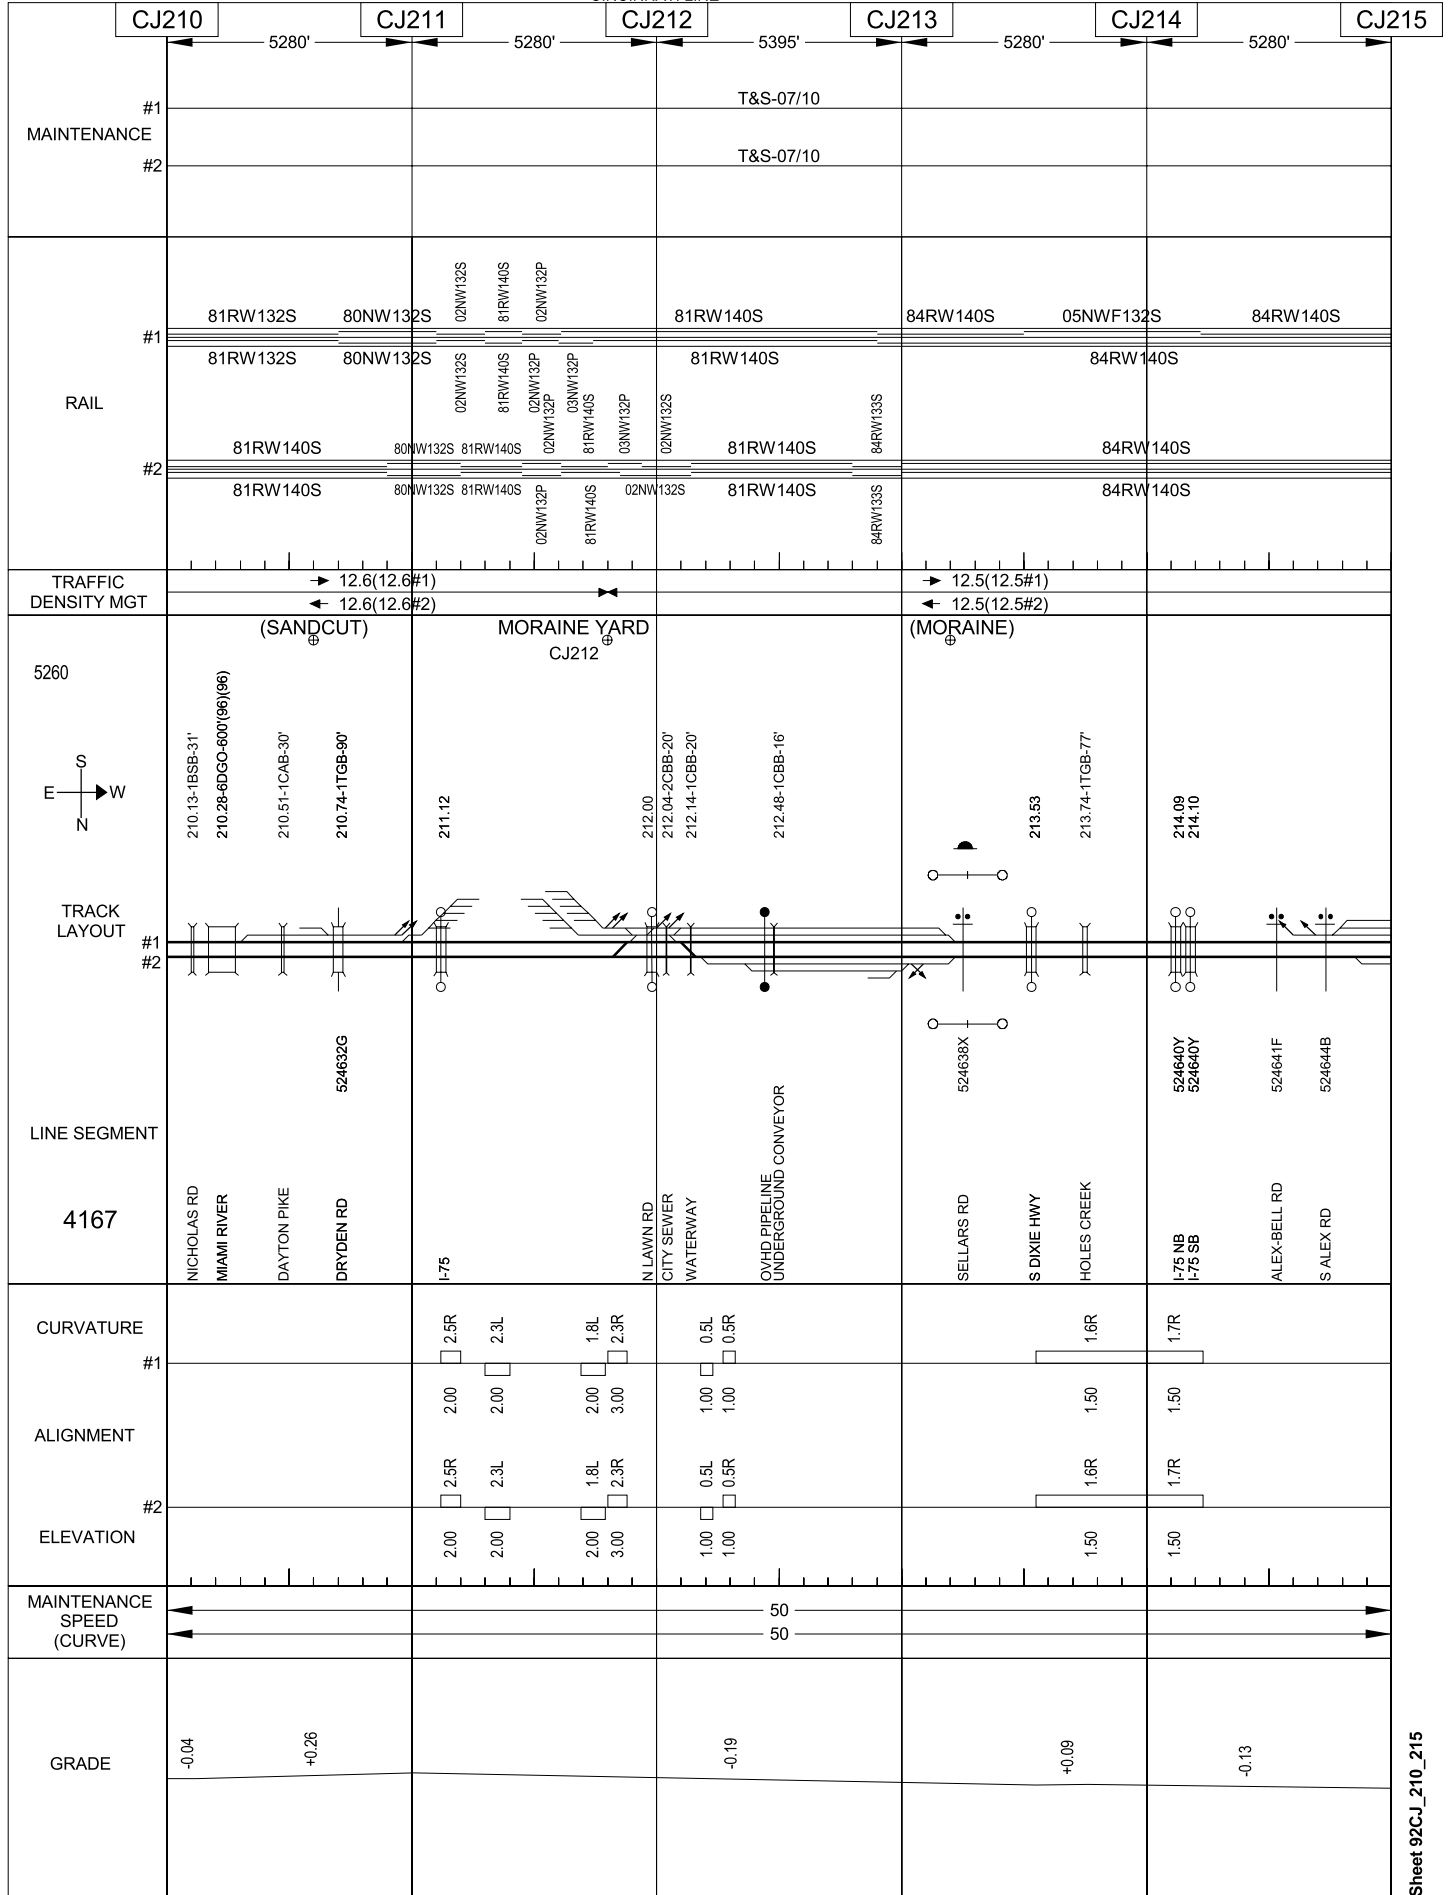 CJ210 CJ211 CJ212 CJ213 CJ214 CJ215
5280' 5280' 5395' 5280' 5280'
MAINTENANCE
#1 T&S-07/10
#2 T&S-07/10
RAIL
02NW132S 81RW140S 02NW132P
81RW132S 80NW132S 81RW140S 84RW140S 05NWF132S 84RW140S
#1
81RW132S 80NW132S 81RW140S 84RW140S
02NW132S 81RW140S 02NW132P 03NW132P
02NW132P 81RW140S 03NW132P 02NW132S 84RW133S
81RW140S 80NW132S 81RW140S 81RW140S 84RW140S
#2
81RW140S 80NW132S 81RW140S 02NW132S 81RW140S 84RW140S
02NW132P 81RW140S 84RW133S
TRAFFIC
DENSITY MGT
12.6(12.6#1) 12.5(12.5#1)
12.6(12.6#2) 12.5(12.5#2)
(SANDCUT) MORAINE YARD (MORAINE)
CJ212
5260
S
E W
N
210.13-1BSB-31'
210.28-6DGO-600'(96)(96)
210.51-1CAB-30'
210.74-1TGB-90'
211.12
212.00
212.04-2CBB-20'
212.14-1CBB-20'
212.48-1CBB-16'
213.53
213.74-1TGB-77'
214.09
214.10
TRACK
LAYOUT
#1
#2
524632G
524638X
524640Y
524640Y
524641F
524644B
LINE SEGMENT
4167
NICHOLAS RD
MIAMI RIVER
DAYTON PIKE
DRYDEN RD
I-75
N LAWN RD
CITY SEWER
WATERWAY
OVHD PIPELINE
UNDERGROUND CONVEYOR
SELLARS RD
S DIXIE HWY
HOLES CREEK
I-75 NB
I-75 SB
ALEX-BELL RD
S ALEX RD
CURVATURE
2.5R 2.3L 1.8L 2.3R 0.5L 0.5R 1.6R 1.7R
#1
2.00 2.00 2.00 3.00 1.00 1.00 1.50 1.50
ALIGNMENT
2.5R 2.3L 1.8L 2.3R 0.5L 0.5R 1.6R 1.7R
#2
ELEVATION
2.00 2.00 2.00 3.00 1.00 1.00 1.50 1.50
MAINTENANCE
SPEED
(CURVE)
50
50
GRADE
-0.04 +0.26 -0.19 +0.09 -0.13
Sheet 92CJ_210_215